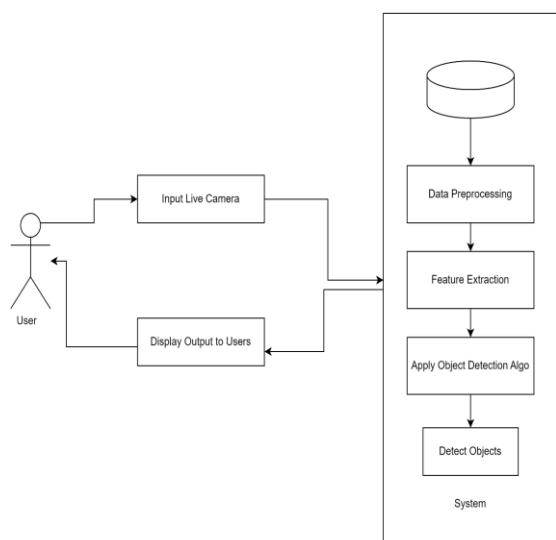 Input Live Camera
User
Display Output to Users
Data Preprocessing
Feature Extraction
Apply Object Detection Algo
Detect Objects
System